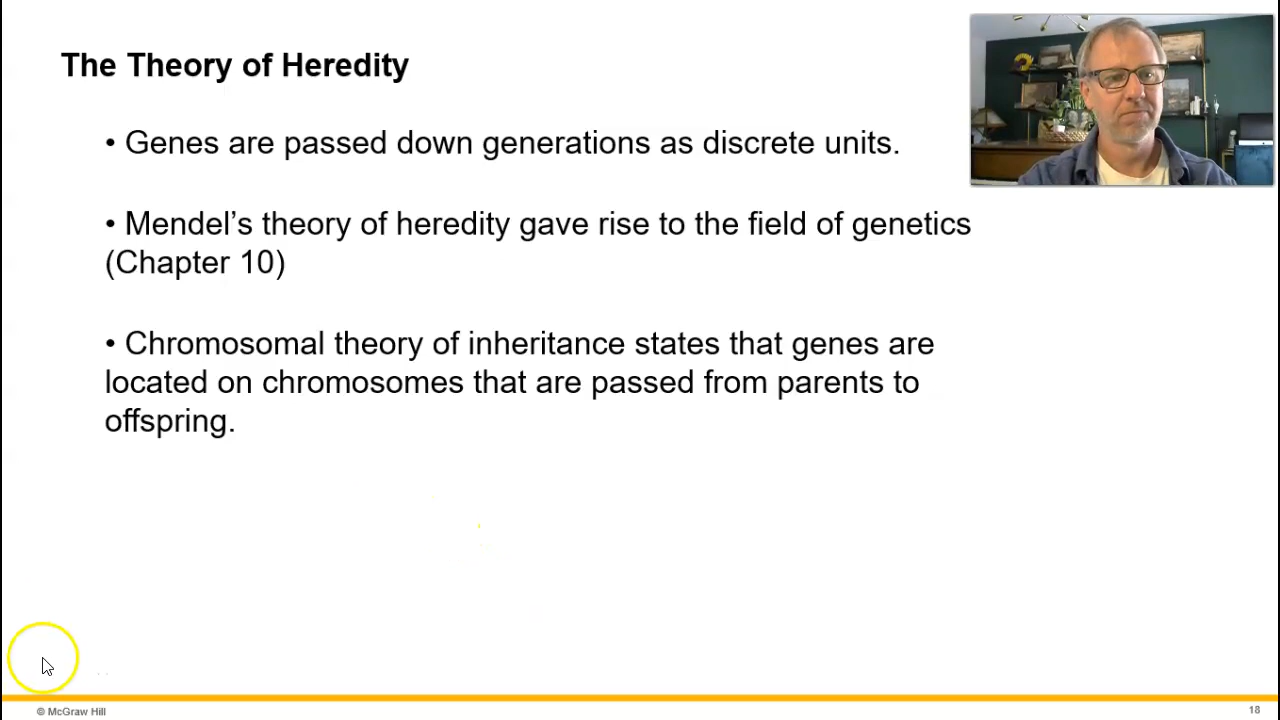 The Theory of Heredity
• Genes are passed down generations as discrete units.
• Mendel’s theory of heredity gave rise to the field of genetics
(Chapter 10)
• Chromosomal theory of inheritance states that genes are
located on chromosomes that are passed from parents to
offspring.
© McGraw Hill
18